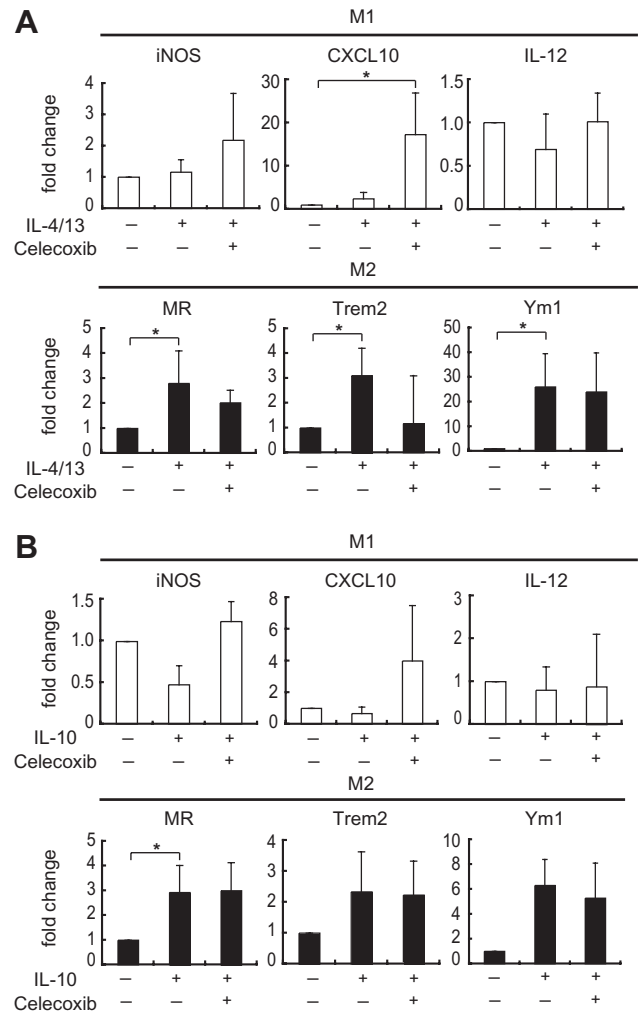 A
M1
iNOS CXCL10 IL-12
fold change
4 3 2 1 0
30 20 10 0
1.5 1.0 0.5 0
*
IL-4/13 – + + – + + – + +
Celecoxib – – + – – + – – +
M2
MR Trem2 Ym1
fold change
5 4 3 2 1 0
5 4 3 2 1 0
50 40 30 20 10 0
* * *
IL-4/13 – + + – + + – + +
Celecoxib – – + – – + – – +
B
M1
iNOS CXCL10 IL-12
fold change
1.5 1.0 0.5 0
8 6 4 2 0
3 2 1 0
IL-10 – + + – + + – + +
Celecoxib – – + – – + – – +
M2
MR Trem2 Ym1
fold change
5 4 3 2 1 0
4 3 2 1 0
10 8 6 4 2 0
*
IL-10 – + + – + + – + +
Celecoxib – – + – – + – – +